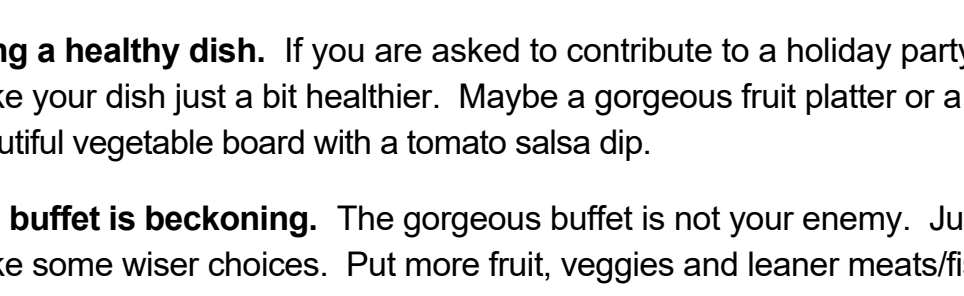 ng a healthy dish. If you are asked to contribute to a holiday party
ke your dish just a bit healthier. Maybe a gorgeous fruit platter or a
utiful vegetable board with a tomato salsa dip.
buffet is beckoning. The gorgeous buffet is not your enemy. Ju
ke some wiser choices. Put more fruit, veggies and leaner meats/fis